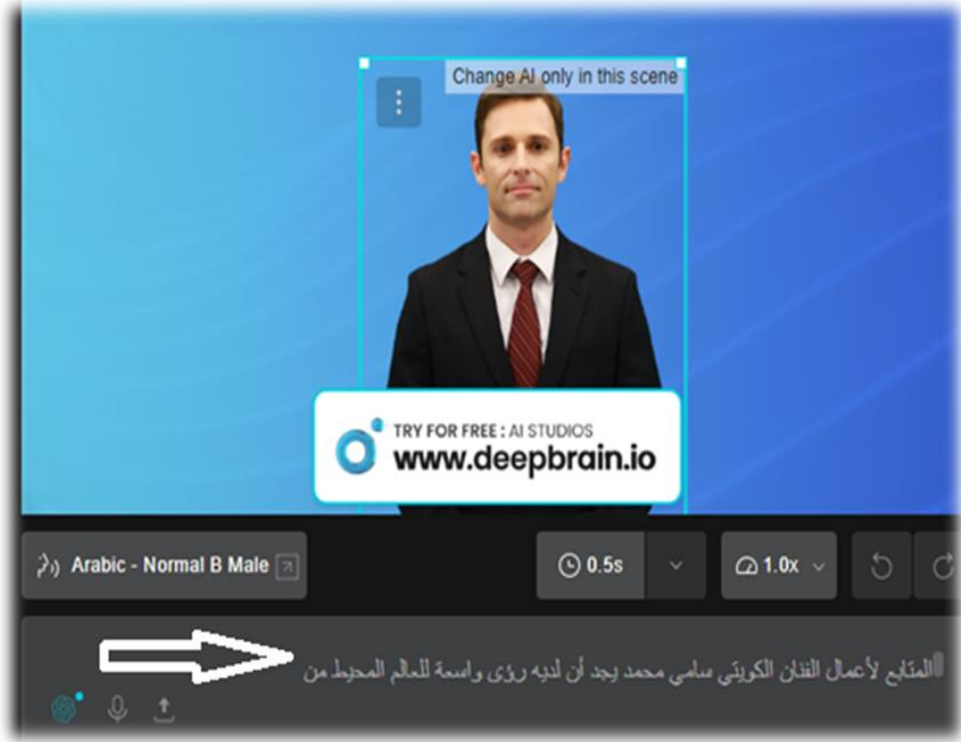 Change AI only in this scene
TRY FOR FREE : AI STUDIOS
www.deepbrain.io
Arabic - Normal B Male
0.5s
1.0x
المتابع لأعمال الفنان الكويتي سامي محمد يجد أن لديه رؤى واسعة للعالم المحيط من